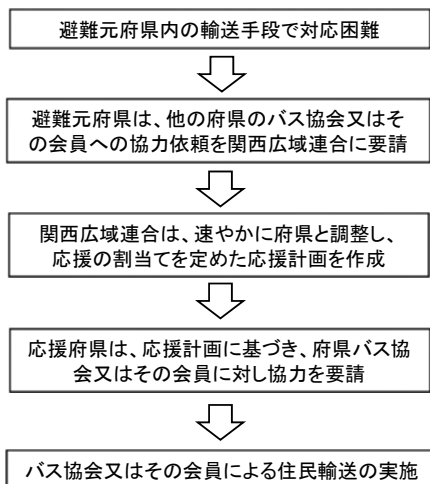 避難元府県内の輸送手段で対応困難
避難元府県は、他の府県のバス協会又はそ
の会員への協力依頼を関西広域連合に要請
関西広域連合は、速やかに府県と調整し、
応援の割当てを定めた応援計画を作成
応援府県は、応援計画に基づき、府県バス協
会又はその会員に対し協力を要請
バス協会又はその会員による住民輸送の実施